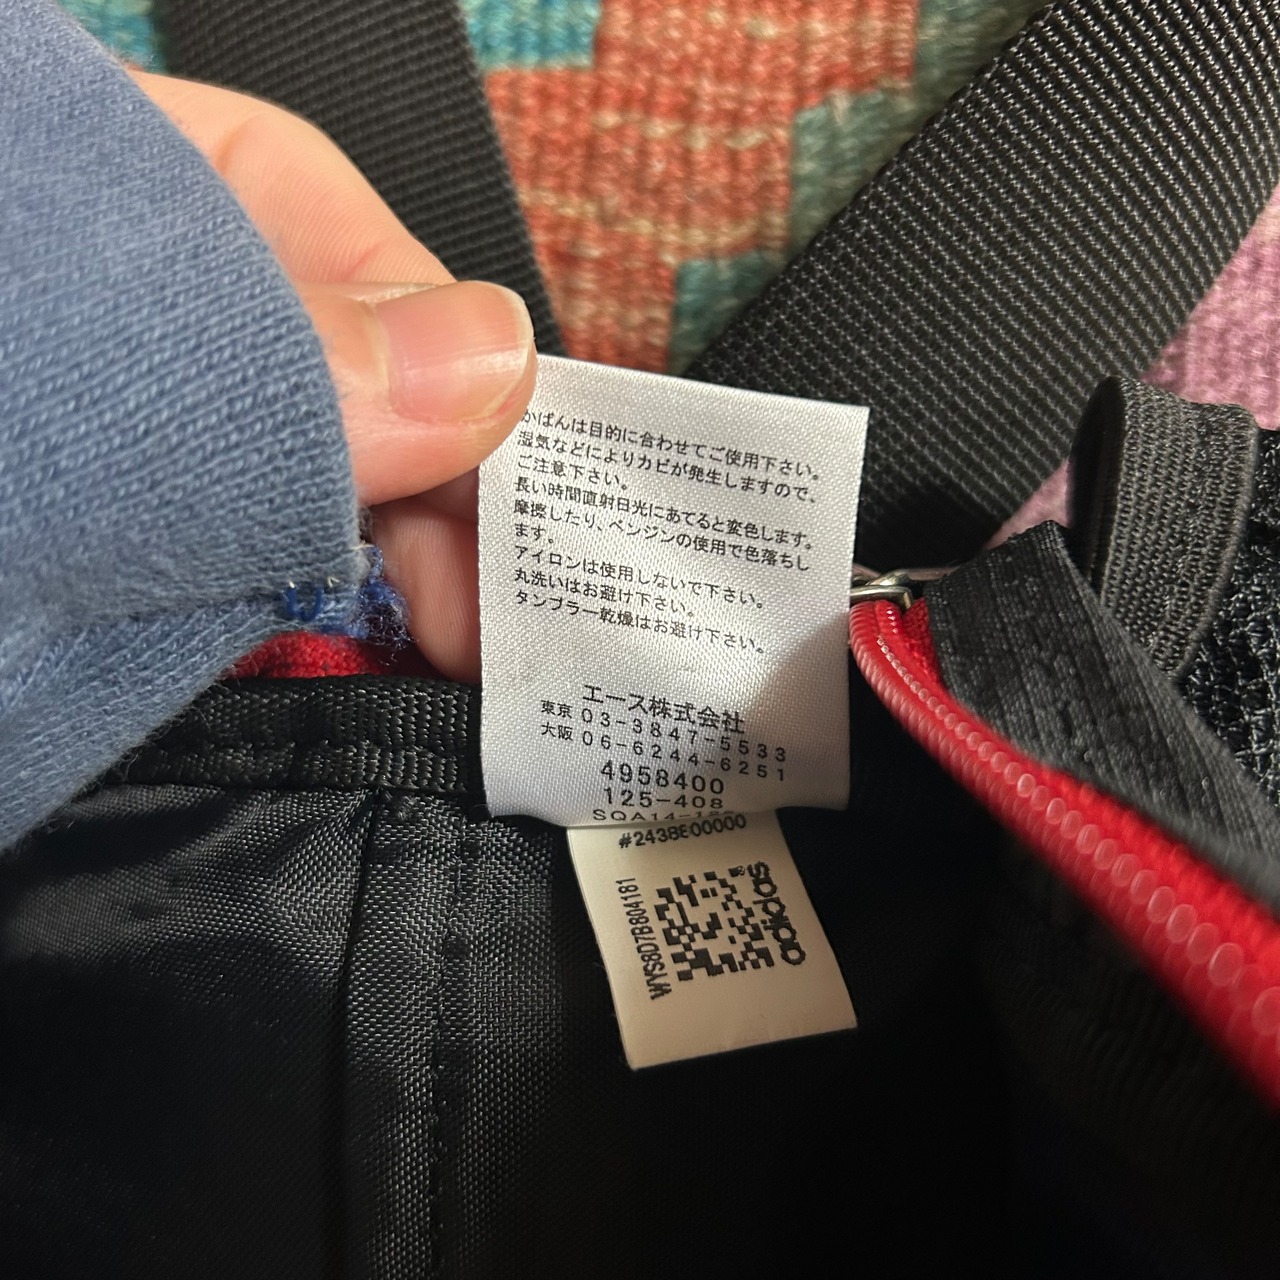 かばんは目的に合わせてご使用下さい。
湿気などによりカビが発生しますので、
ご注意下さい。
長い時間直射日光にあてると変色します。
摩擦したり、ベンジンの使用で色落ちし
ます。
アイロンは使用しないで下さい。
丸洗いはお避け下さい。
タンブラー乾燥はお避け下さい。
エース株式会社
東京 03-3847-5533
大阪 06-6244-6251
4958400
125-408
#2438E00000
WYS8D7B804181
adidas